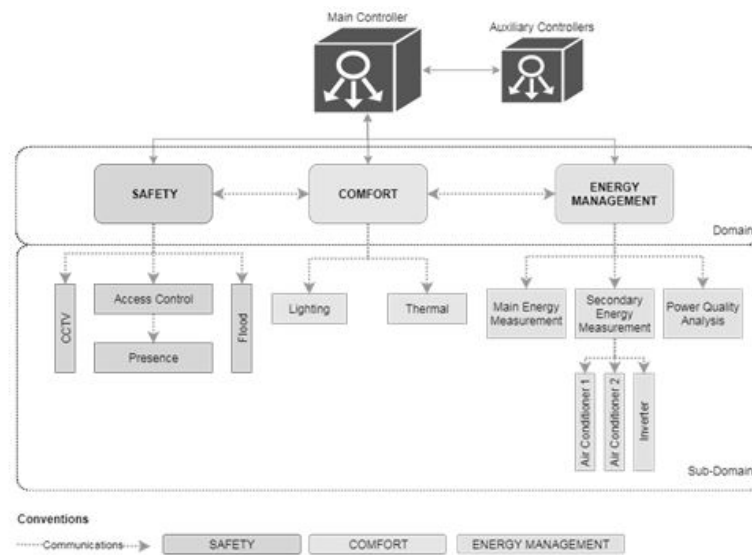 Main Controller
Auxiliary Controllers
SAFETY
COMFORT
ENERGY
MANAGEMENT
Domain
CCTV
Access Control
Presence
Flood
Lighting
Thermal
Main Energy
Measurement
Secondary
Energy
Measurement
Power Quality
Analysis
Air Conditioner 1
Air Conditioner 2
Inverter
Sub-Domain
Conventions
Communications
SAFETY
COMFORT
ENERGY MANAGEMENT